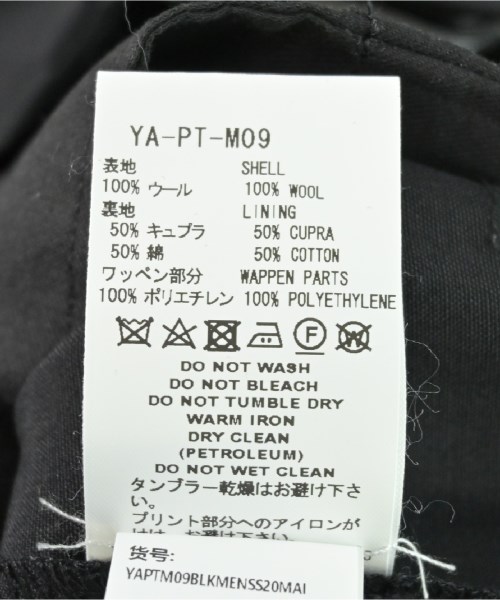 YA-PT-M09
表地 SHELL
100% ウール 100% WOOL
裏地 LINING
50% キュプラ 50% CUPRA
50% 綿 50% COTTON
ワッペン部分 WAPPEN PARTS
100% ポリエチレン 100% POLYETHYLENE
F W
DO NOT WASH
DO NOT BLEACH
DO NOT TUMBLE DRY
WARM IRON
DRY CLEAN
(PETROLEUM)
DO NOT WET CLEAN
タンブラー乾燥はお避け下さ
い。
プリント部分へのアイロンが
货号:
YAPTM09BLKMENSS20MAI